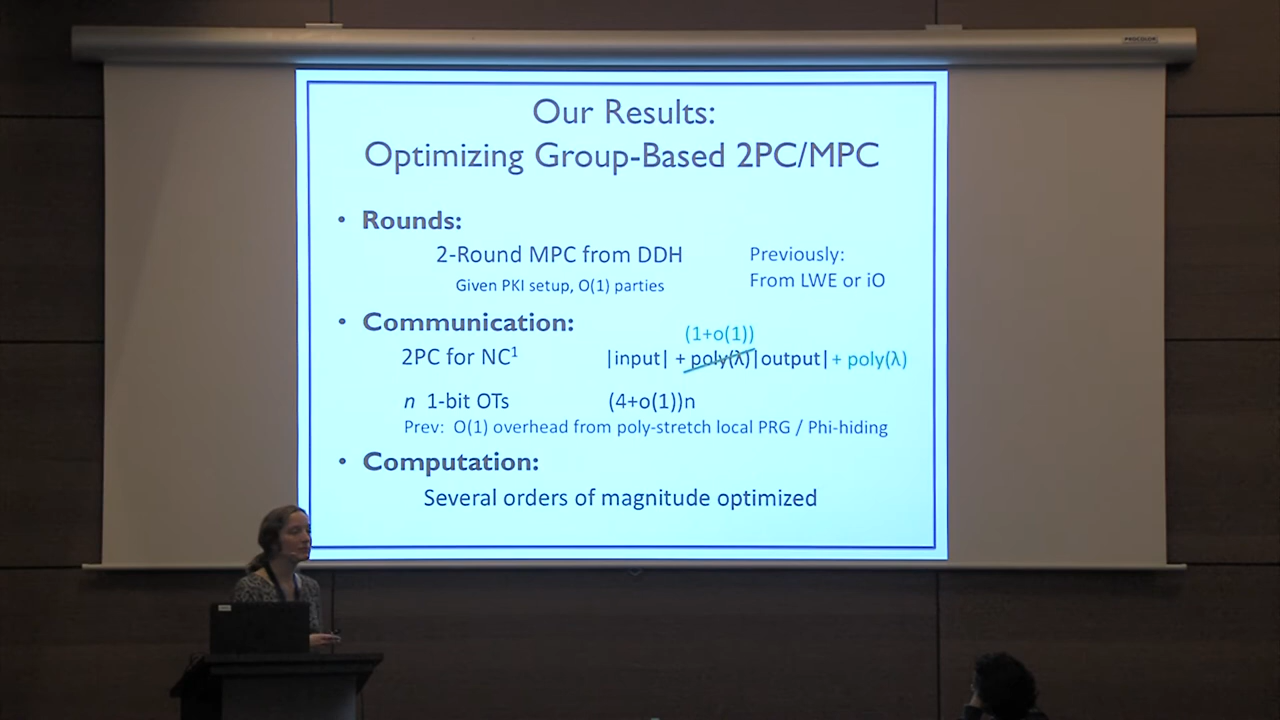 PROCOLOR
Our Results:
Optimizing Group-Based 2PC/MPC
• Rounds:
2-Round MPC from DDH
Given PKI setup, O(1) parties
Previously:
From LWE or iO
• Communication:
(1+o(1))
2PC for NC¹ |input| + poly(λ)|output| + poly(λ)
n 1-bit OTs (4+o(1))n
Prev: O(1) overhead from poly-stretch local PRG / Phi-hiding
• Computation:
Several orders of magnitude optimized